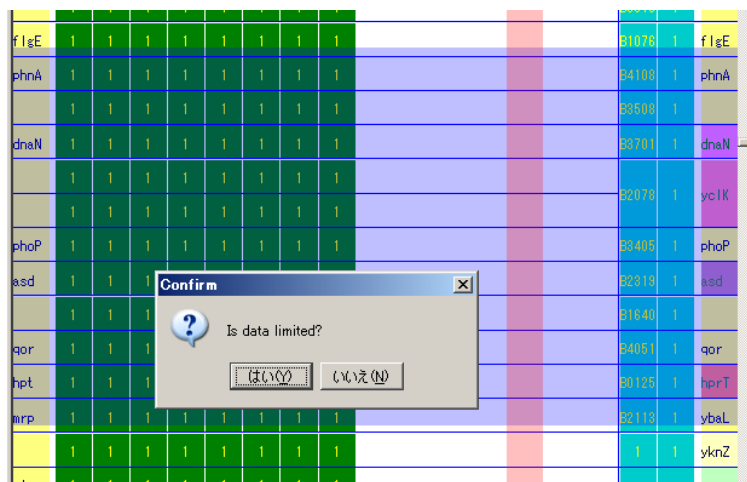 flgE 1 1 1 1 1 1 1 1 B1076 1 flgE
phnA 1 1 1 1 1 1 1 1 B4108 1 phnA
1 1 1 1 1 1 1 1 B3508 1
dnaN 1 1 1 1 1 1 1 1 B3701 1 dnaN
1 1 1 1 1 1 1 1
B2078 1 yclK
1 1 1 1 1 1 1 1
phoP 1 1 1 1 1 1 1 1 B3405 1 phoP
asd 1 1 1 B2319 1 asd
Confirm
1 1 1 B1640 1
Is data limited?
qor 1 1 1 B4051 1 qor
hpt 1 1 1 B0125 1 hprT
はい(Y) いいえ(N)
mrp 1 1 1 1 1 1 1 1 B2113 1 ybaL
1 1 1 1 1 1 1 1 1 1 yknZ